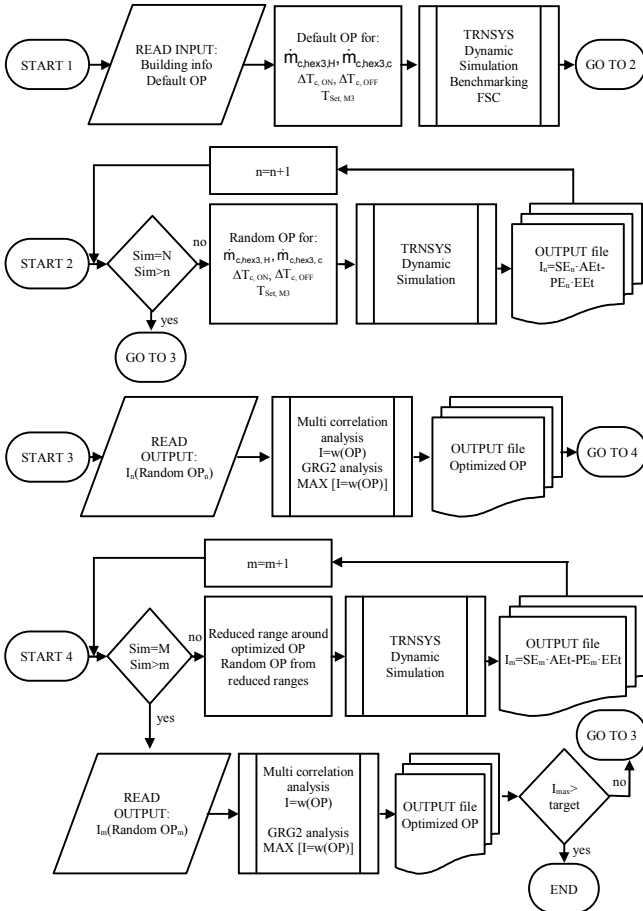 START 1
READ INPUT:
Building info
Default OP
Default OP for:
ṁc,hex3,H, ṁc,hex3,c
ΔTc, ON, ΔTc, OFF
TSet, M3
TRNSYS
Dynamic
Simulation
Benchmarking
FSC
GO TO 2
n=n+1
START 2
Sim=N
Sim>n
no
yes
GO TO 3
Random OP for:
ṁc,hex3, H, ṁc,hex3, c
ΔTc, ON, ΔTc, OFF
TSet, M3
TRNSYS
Dynamic
Simulation
OUTPUT file
In=SEn·AEt-
PEn·EEt
START 3
READ
OUTPUT:
In(Random OPn)
Multi correlation
analysis
I=w(OP)
GRG2 analysis
MAX [I=w(OP)]
OUTPUT file
Optimized OP
GO TO 4
m=m+1
START 4
Sim=M
Sim>m
no
yes
Reduced range around
optimized OP
Random OP from
reduced ranges
TRNSYS
Dynamic
Simulation
OUTPUT file
Im=SEm·AEt-PEm·EEt
READ
OUTPUT:
Im(Random OPm)
Multi correlation
analysis
I=w(OP)
GRG2 analysis
MAX [I=w(OP)]
OUTPUT file
Optimized OP
Imax>
target
no
GO TO 3
yes
END